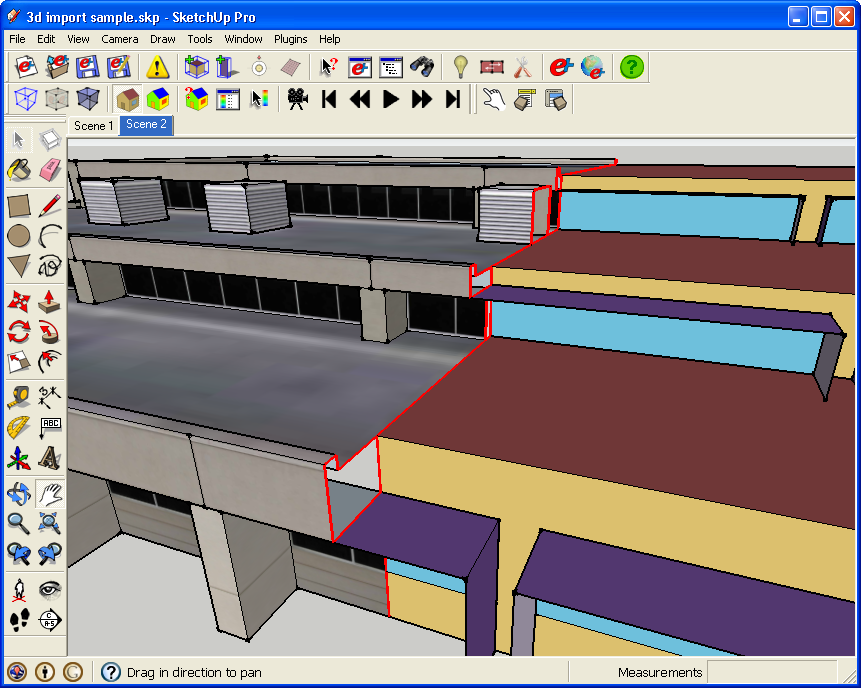 3d import sample.skp - SketchUp Pro
File Edit View Camera Draw Tools Window Plugins Help
Scene 1 Scene 2
ABC
Drag in direction to pan
Measurements